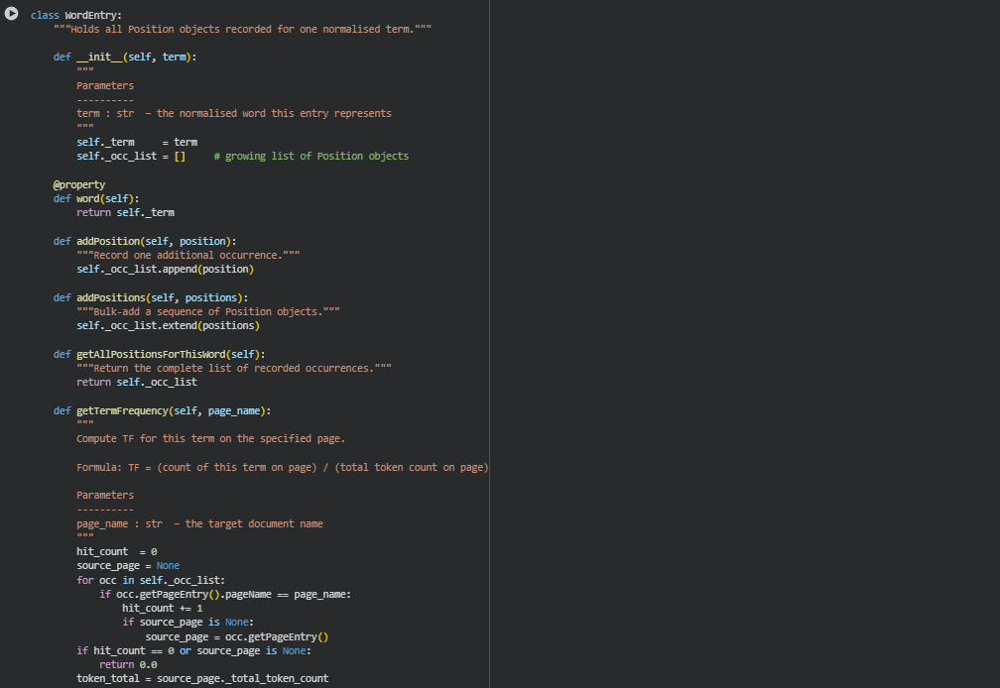 class WordEntry:
    """Holds all Position objects recorded for one normalised term."""
    def __init__(self, term):
        """
        Parameters
        ----------
        term : str  – the normalised word this entry represents
        """
        self._term     = term
        self._occ_list = []     # growing list of Position objects
    @property
    def word(self):
        return self._term
    def addPosition(self, position):
        """Record one additional occurrence."""
        self._occ_list.append(position)
    def addPositions(self, positions):
        """Bulk-add a sequence of Position objects."""
        self._occ_list.extend(positions)
    def getAllPositionsForThisWord(self):
        """Return the complete list of recorded occurrences."""
        return self._occ_list
    def getTermFrequency(self, page_name):
        """
        Compute TF for this term on the specified page.
        Formula: TF = (count of this term on page) / (total token count on page)
        Parameters
        ----------
        page_name : str  – the target document name
        """
        hit_count  = 0
        source_page = None
        for occ in self._occ_list:
            if occ.getPageEntry().pageName == page_name:
                hit_count += 1
                if source_page is None:
                    source_page = occ.getPageEntry()
        if hit_count == 0 or source_page is None:
            return 0.0
        token_total = source_page._total_token_count